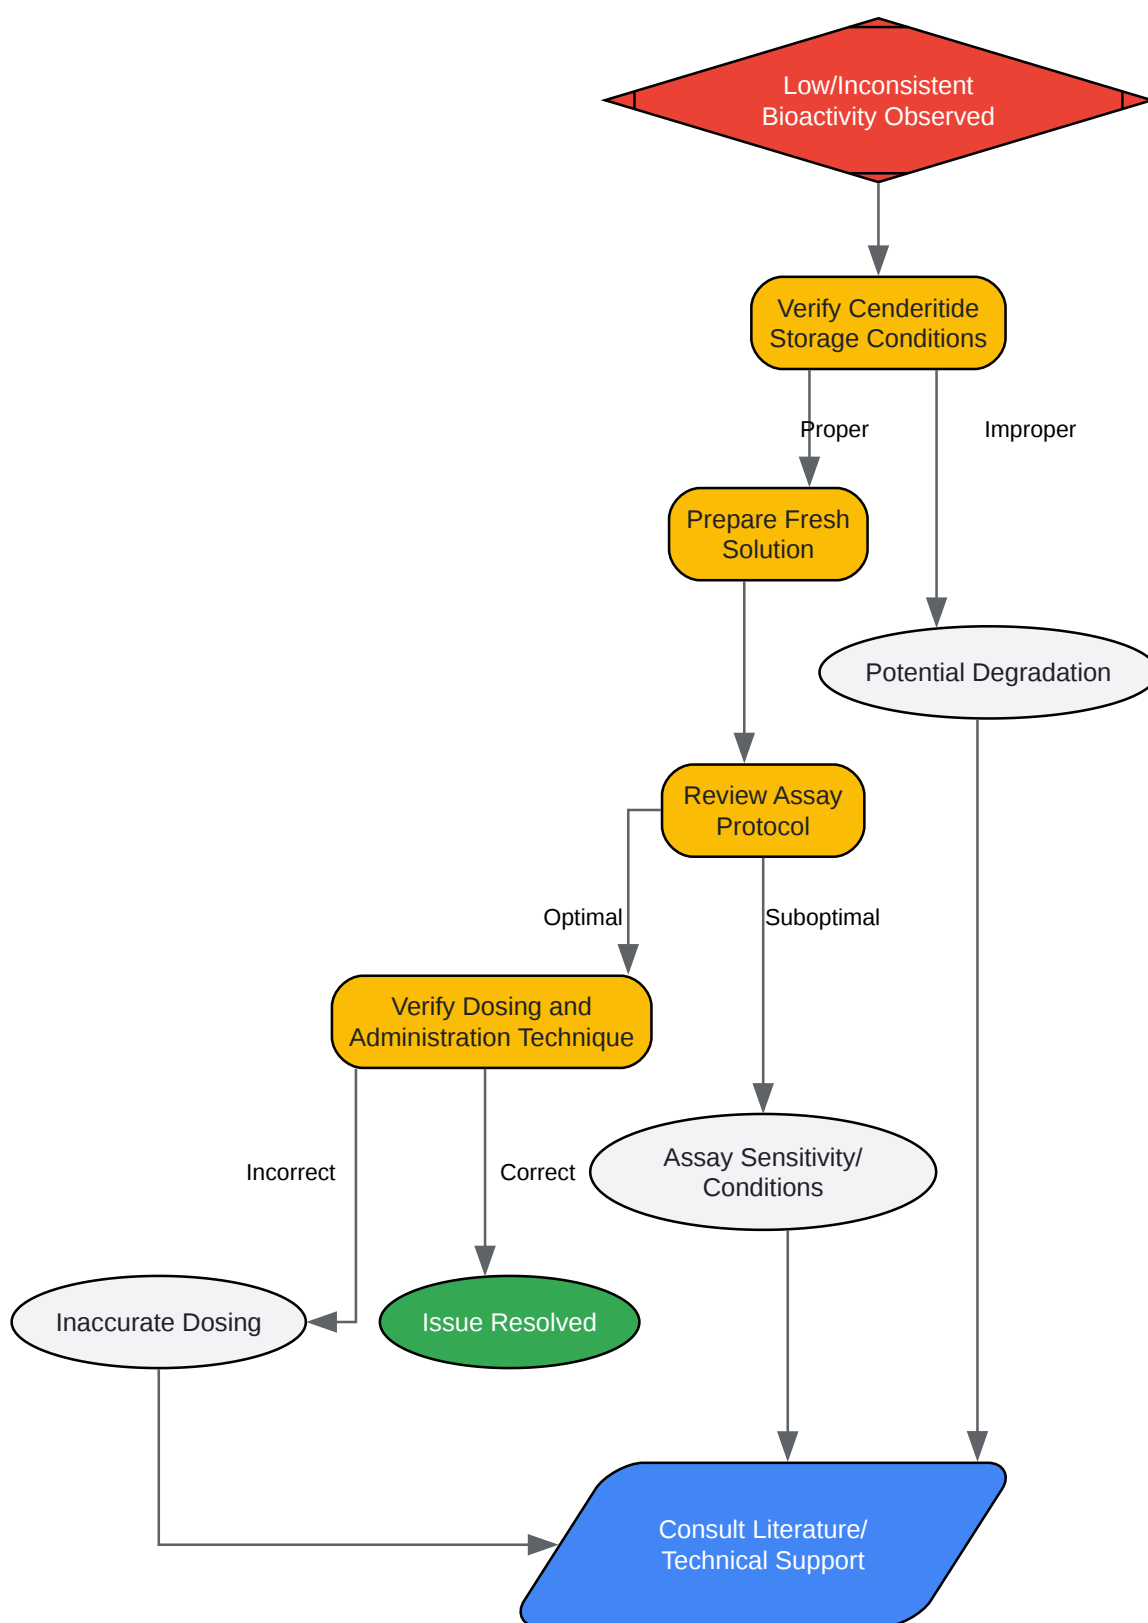 Low/Inconsistent
Bioactivity Observed
Verify Cenderitide
Storage Conditions
Proper
Improper
Prepare Fresh
Solution
Potential Degradation
Review Assay
Protocol
Optimal
Suboptimal
Verify Dosing and
Administration Technique
Incorrect
Correct
Assay Sensitivity/
Conditions
Inaccurate Dosing
Issue Resolved
Consult Literature/
Technical Support